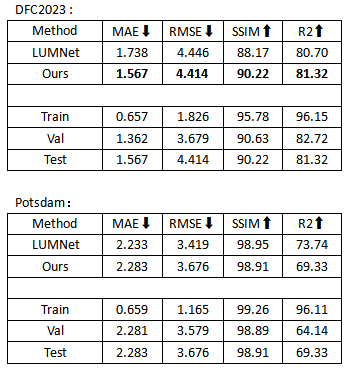 DFC2023 :
Method MAE⬇ RMSE⬇ SSIM⬆ R2⬆
LUMNet 1.738 4.446 88.17 80.70
Ours 1.567 4.414 90.22 81.32
Train 0.657 1.826 95.78 96.15
Val 1.362 3.679 90.63 82.72
Test 1.567 4.414 90.22 81.32
Potsdam :
Method MAE⬇ RMSE⬇ SSIM⬆ R2⬆
LUMNet 2.233 3.419 98.95 73.74
Ours 2.283 3.676 98.91 69.33
Train 0.659 1.165 99.26 96.11
Val 2.281 3.579 98.89 64.14
Test 2.283 3.676 98.91 69.33